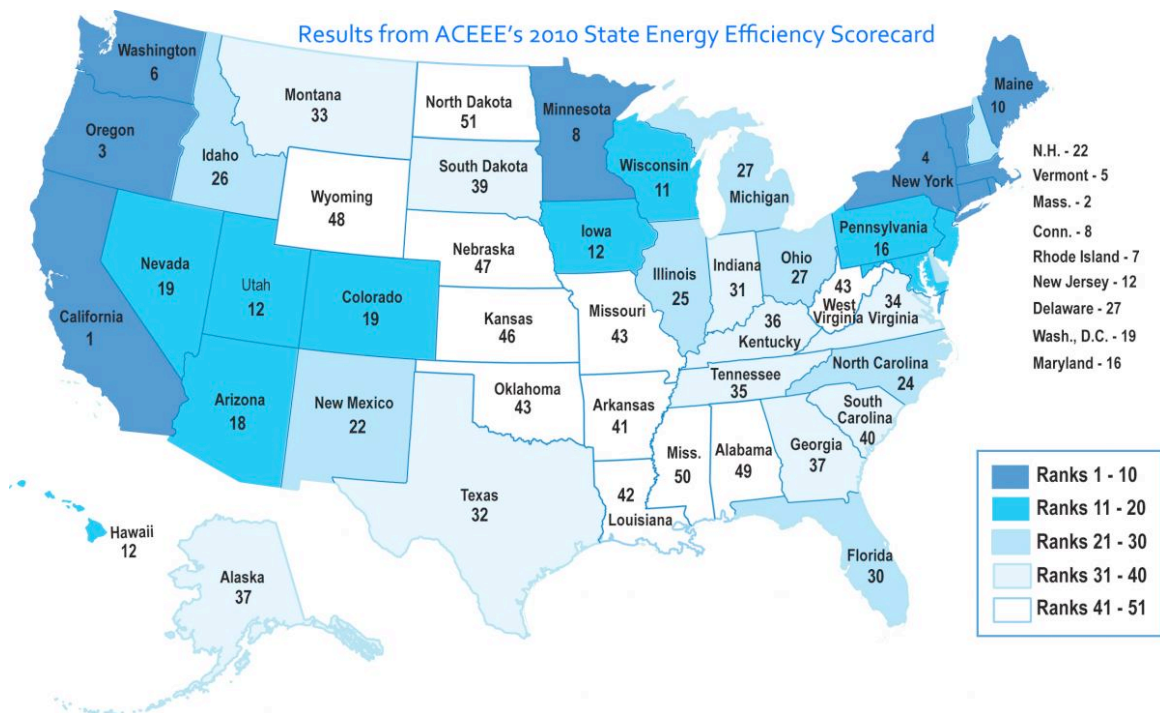 Results from ACEEE's 2010 State Energy Efficiency Scorecard
Washington
6
Oregon
3
California
1
Idaho
26
Nevada
19
Montana
33
Wyoming
48
Utah
12
Colorado
19
Arizona
18
New Mexico
22
North Dakota
51
South Dakota
39
Nebraska
47
Kansas
46
Oklahoma
43
Texas
32
Minnesota
8
Iowa
12
Missouri
43
Arkansas
41
42
Louisiana
Wisconsin
11
Illinois
25
27
Michigan
Indiana
31
Ohio
27
36
Kentucky
Tennessee
35
Miss.
50
Alabama
49
Georgia
37
Florida
30
South
Carolina
40
North Carolina
24
34
Virginia
43
West
Virginia
Pennsylvania
16
4
New York
Maine
10
Hawaii
12
Alaska
37
N.H. - 22
Vermont - 5
Mass. - 2
Conn. - 8
Rhode Island - 7
New Jersey - 12
Delaware - 27
Wash., D.C. - 19
Maryland - 16
Ranks 1 - 10
Ranks 11 - 20
Ranks 21 - 30
Ranks 31 - 40
Ranks 41 - 51